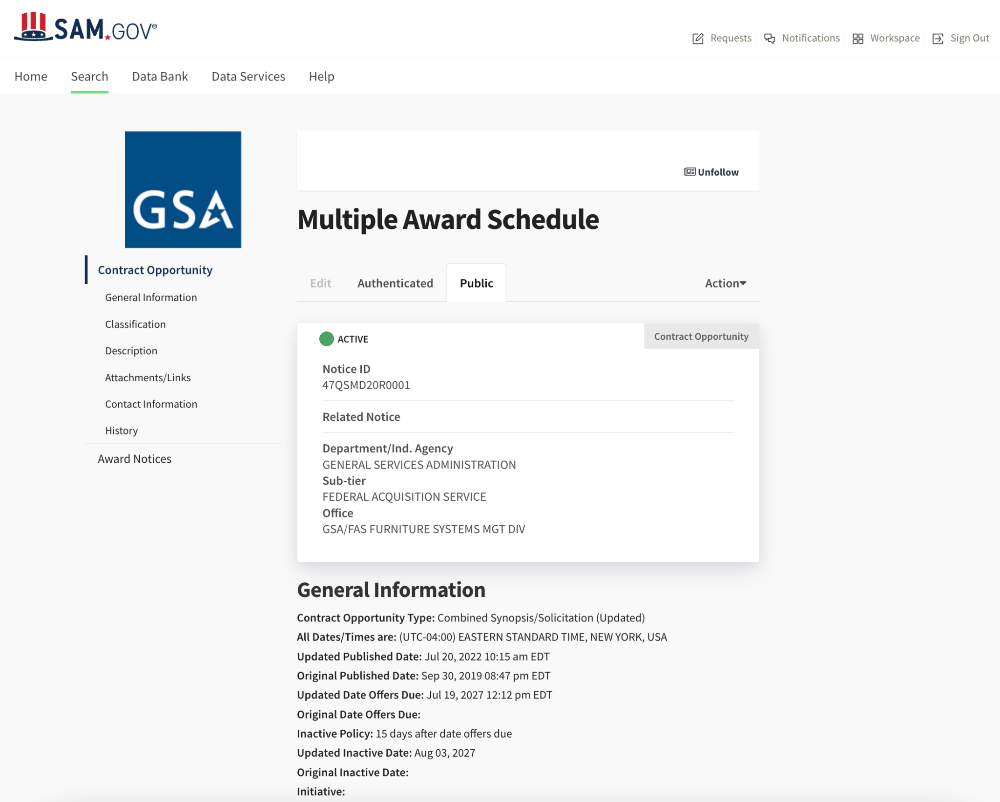 SAM.GOV®
Requests
Notifications
Workspace
Sign Out
Home
Search
Data Bank
Data Services
Help
GSA
Contract Opportunity
General Information
Classification
Description
Attachments/Links
Contact Information
History
Award Notices
Unfollow
Multiple Award Schedule
Edit
Authenticated
Public
Action
ACTIVE
Contract Opportunity
Notice ID
47QSMD20R0001
Related Notice
Department/Ind. Agency
GENERAL SERVICES ADMINISTRATION
Sub-tier
FEDERAL ACQUISITION SERVICE
Office
GSA/FAS FURNITURE SYSTEMS MGT DIV
General Information
Contract Opportunity Type: Combined Synopsis/Solicitation (Updated)
All Dates/Times are: (UTC-04:00) EASTERN STANDARD TIME, NEW YORK, USA
Updated Published Date: Jul 20, 2022 10:15 am EDT
Original Published Date: Sep 30, 2019 08:47 pm EDT
Updated Date Offers Due: Jul 19, 2027 12:12 pm EDT
Original Date Offers Due:
Inactive Policy: 15 days after date offers due
Updated Inactive Date: Aug 03, 2027
Original Inactive Date:
Initiative: